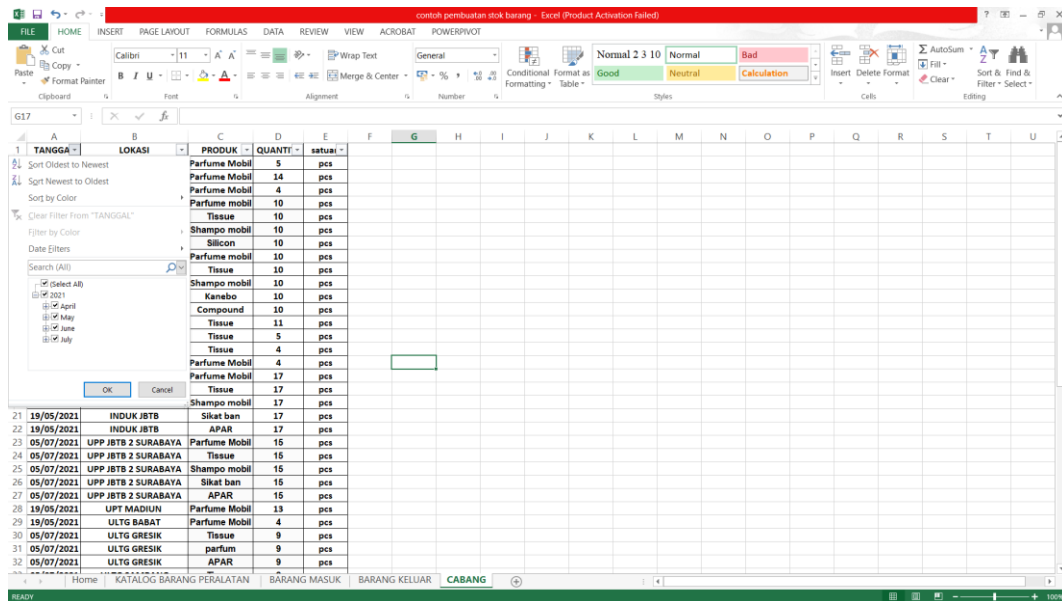 contoh pembuatan stok barang - Excel (Product Activation Failed)
FILE HOME INSERT PAGE LAYOUT FORMULAS DATA REVIEW VIEW ACROBAT POWERPIVOT
Cut
Copy
Format Painter
Paste
Clipboard
Calibri 11
B I U
Font
Wrap Text
Merge & Center
Alignment
General
Number
Conditional Formatting
Format as Table
Normal 2 3 10 Normal Bad
Good Neutral Calculation
Styles
Insert Delete Format
Cells
AutoSum
Fill
Clear
Sort & Filter
Find & Select
Editing
G17
A B C D E F G H I J K L M N O P Q R S T U
1 TANGGA LOKASI PRODUK QUANTI satua
Sort Oldest to Newest
Sort Newest to Oldest
Sort by Color
Clear Filter From "TANGGAL"
Filter by Color
Date Filters
Search (All)
(Select All)
2021
April
May
June
July
OK Cancel
Parfume Mobil 5 pcs
Parfume Mobil 14 pcs
Parfume Mobil 4 pcs
Parfume mobil 10 pcs
Tissue 10 pcs
Shampo mobil 10 pcs
Silicon 10 pcs
Parfume mobil 10 pcs
Tissue 10 pcs
Shampo mobil 10 pcs
Kanebo 10 pcs
Compound 10 pcs
Tissue 11 pcs
Tissue 5 pcs
Tissue 4 pcs
Parfume Mobil 4 pcs
Parfume Mobil 17 pcs
Tissue 17 pcs
Shampo mobil 17 pcs
21 19/05/2021 INDUK JBTB Sikat ban 17 pcs
22 19/05/2021 INDUK JBTB APAR 17 pcs
23 05/07/2021 UPP JBTB 2 SURABAYA Parfume Mobil 15 pcs
24 05/07/2021 UPP JBTB 2 SURABAYA Tissue 15 pcs
25 05/07/2021 UPP JBTB 2 SURABAYA Shampo mobil 15 pcs
26 05/07/2021 UPP JBTB 2 SURABAYA Sikat ban 15 pcs
27 05/07/2021 UPP JBTB 2 SURABAYA APAR 15 pcs
28 19/05/2021 UPT MADIUN Parfume Mobil 13 pcs
29 19/05/2021 ULTG BABAT Parfume Mobil 4 pcs
30 05/07/2021 ULTG GRESIK Tissue 9 pcs
31 05/07/2021 ULTG GRESIK parfum 9 pcs
32 05/07/2021 ULTG GRESIK APAR 9 pcs
Home KATALOG BARANG PERALATAN BARANG MASUK BARANG KELUAR CABANG
READY 100%